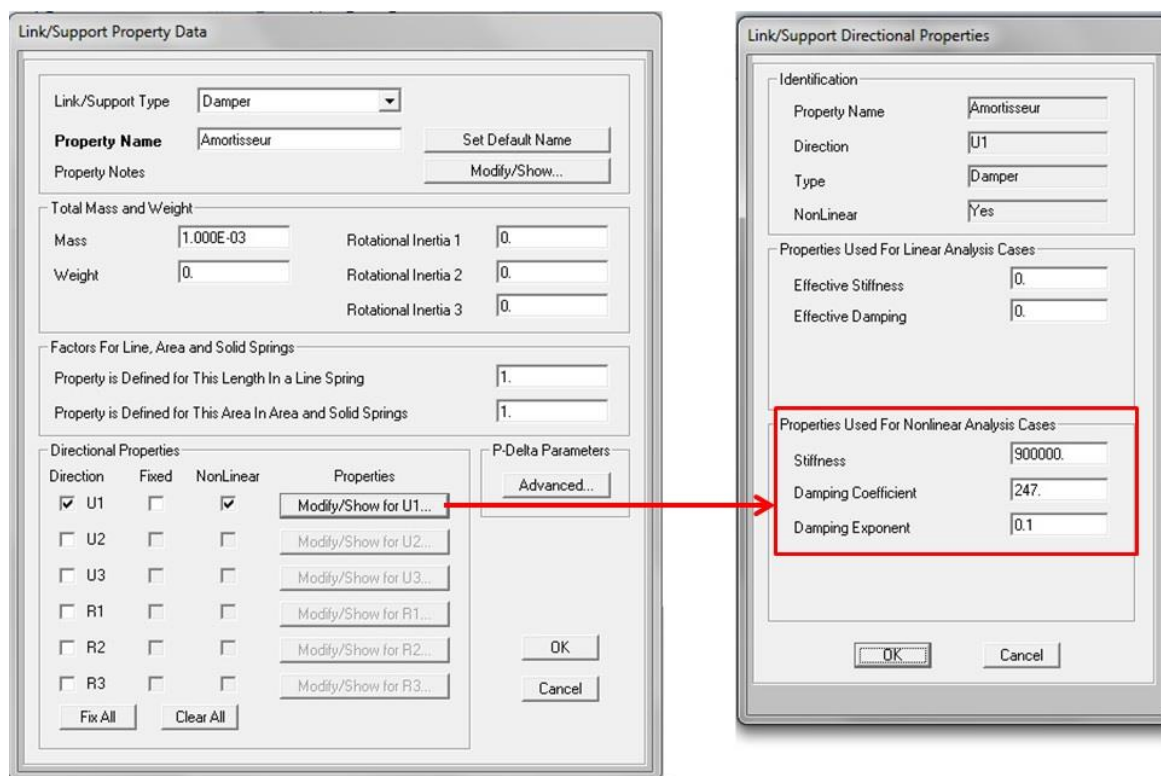 Link/Support Property Data
Link/Support Type Damper
Property Name Amortisseur Set Default Name
Property Notes Modify/Show...
Total Mass and Weight
Mass 1.000E-03 Rotational Inertia 1 0.
Weight 0. Rotational Inertia 2 0.
Rotational Inertia 3 0.
Factors For Line, Area and Solid Springs
Property is Defined for This Length In a Line Spring 1.
Property is Defined for This Area In Area and Solid Springs 1.
Directional Properties
Direction Fixed NonLinear Properties
U1 Modify/Show for U1...
U2 Modify/Show for U2...
U3 Modify/Show for U3...
R1 Modify/Show for R1...
R2 Modify/Show for R2...
R3 Modify/Show for R3...
Fix All Clear All
P-Delta Parameters
Advanced...
OK
Cancel
Link/Support Directional Properties
Identification
Property Name Amortisseur
Direction U1
Type Damper
NonLinear Yes
Properties Used For Linear Analysis Cases
Effective Stiffness 0.
Effective Damping 0.
Properties Used For Nonlinear Analysis Cases
Stiffness 900000.
Damping Coefficient 247.
Damping Exponent 0.1
OK Cancel